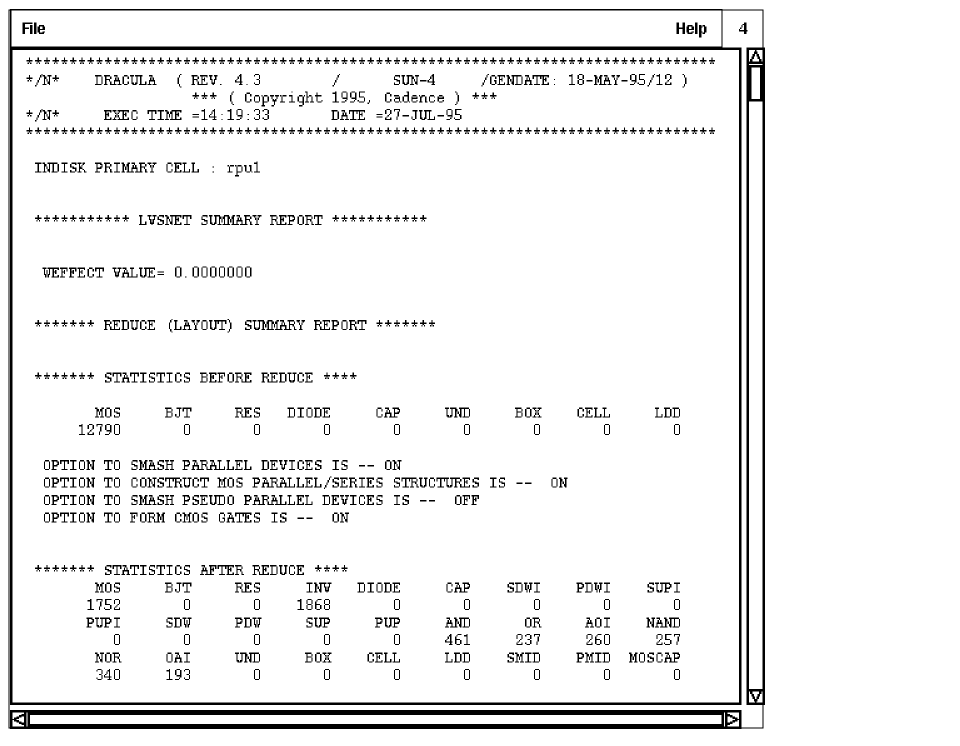 File Help 4
*******************************************************************************
*/N* DRACULA ( REV. 4.3 / SUN-4 /GENDATE: 18-MAY-95/12 )
*** ( Copyright 1995, Cadence ) ***
*/N* EXEC TIME =14:19:33 DATE =27-JUL-95
*******************************************************************************
INDISK PRIMARY CELL : rpu1
*********** LVSNET SUMMARY REPORT ***********
WEFFECT VALUE= 0.0000000
******* REDUCE (LAYOUT) SUMMARY REPORT *******
******* STATISTICS BEFORE REDUCE ****
MOS BJT RES DIODE CAP UND BOX CELL LDD
12790 0 0 0 0 0 0 0 0
OPTION TO SMASH PARALLEL DEVICES IS -- ON
OPTION TO CONSTRUCT MOS PARALLEL/SERIES STRUCTURES IS -- ON
OPTION TO SMASH PSEUDO PARALLEL DEVICES IS -- OFF
OPTION TO FORM CMOS GATES IS -- ON
******* STATISTICS AFTER REDUCE ****
MOS BJT RES INV DIODE CAP SDWI PDWI SUPI
1752 0 0 1868 0 0 0 0 0
PUPI SDW PDW SUP PUP AND OR AOI NAND
0 0 0 0 0 461 237 260 257
NOR OAI UND BOX CELL LDD SMID PMID MOSCAP
340 193 0 0 0 0 0 0 0